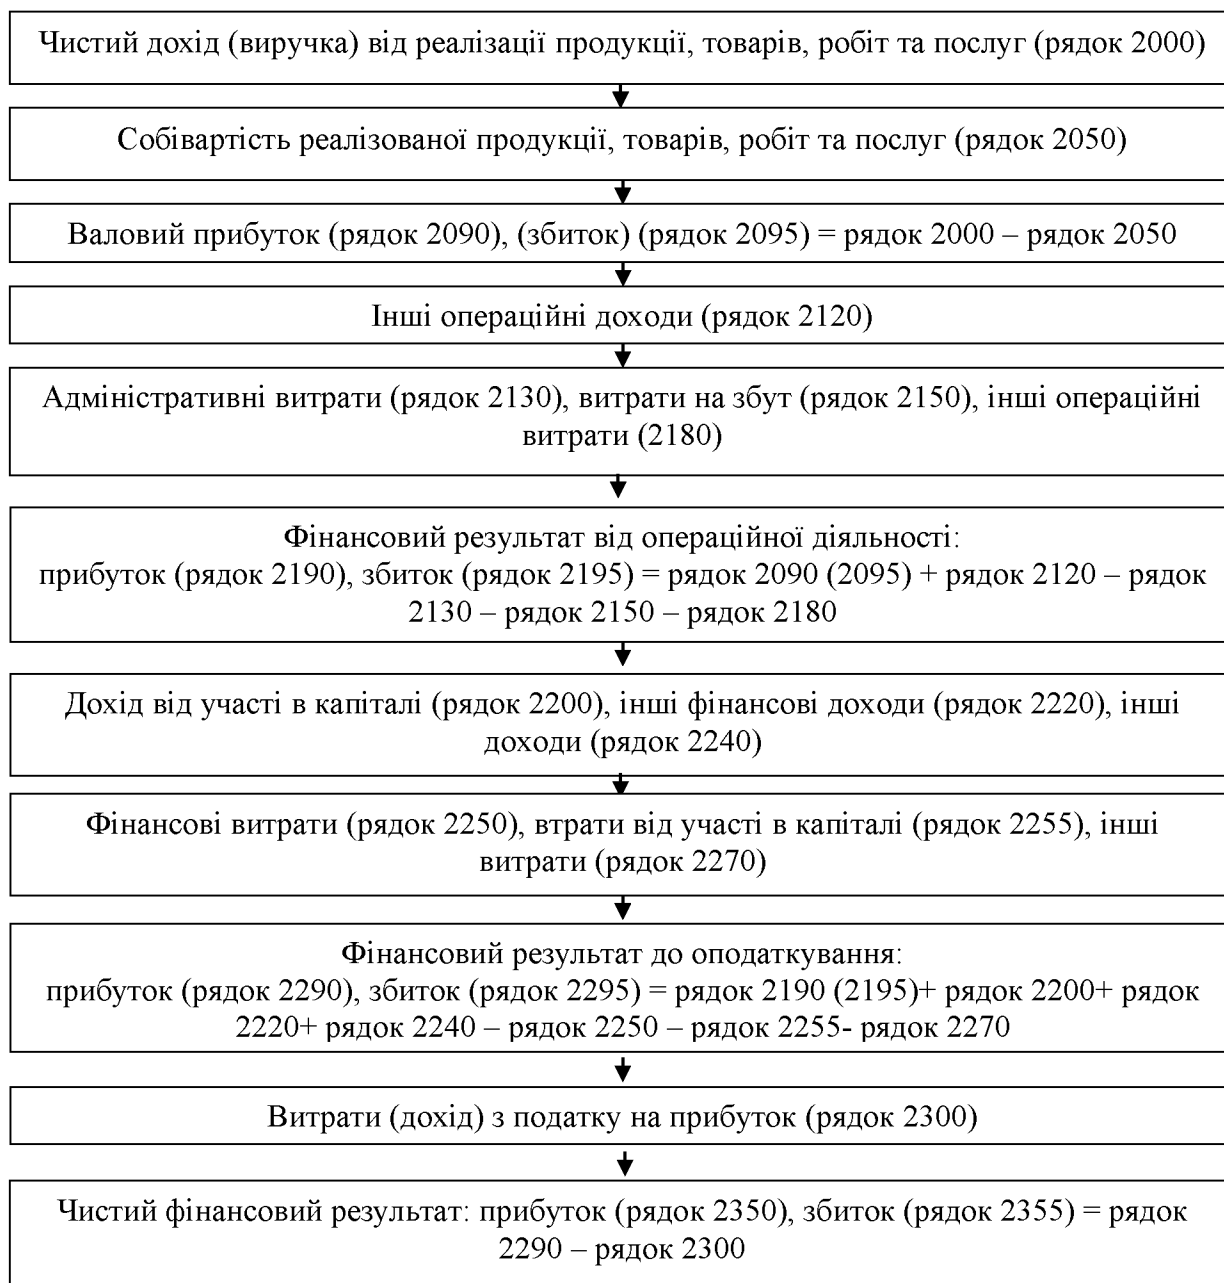 Чистий дохід (виручка) від реалізації продукції, товарів, робіт та послуг (рядок 2000)
Собівартість реалізованої продукції, товарів, робіт та послуг (рядок 2050)
Валовий прибуток (рядок 2090), (збиток) (рядок 2095) = рядок 2000 – рядок 2050
Інші операційні доходи (рядок 2120)
Адміністративні витрати (рядок 2130), витрати на збут (рядок 2150), інші операційні
витрати (2180)
Фінансовий результат від операційної діяльності:
прибуток (рядок 2190), збиток (рядок 2195) = рядок 2090 (2095) + рядок 2120 – рядок
2130 – рядок 2150 – рядок 2180
Дохід від участі в капіталі (рядок 2200), інші фінансові доходи (рядок 2220), інші
доходи (рядок 2240)
Фінансові витрати (рядок 2250), втрати від участі в капіталі (рядок 2255), інші
витрати (рядок 2270)
Фінансовий результат до оподаткування:
прибуток (рядок 2290), збиток (рядок 2295) = рядок 2190 (2195)+ рядок 2200+ рядок
2220+ рядок 2240 – рядок 2250 – рядок 2255- рядок 2270
Витрати (дохід) з податку на прибуток (рядок 2300)
Чистий фінансовий результат: прибуток (рядок 2350), збиток (рядок 2355) = рядок
2290 – рядок 2300